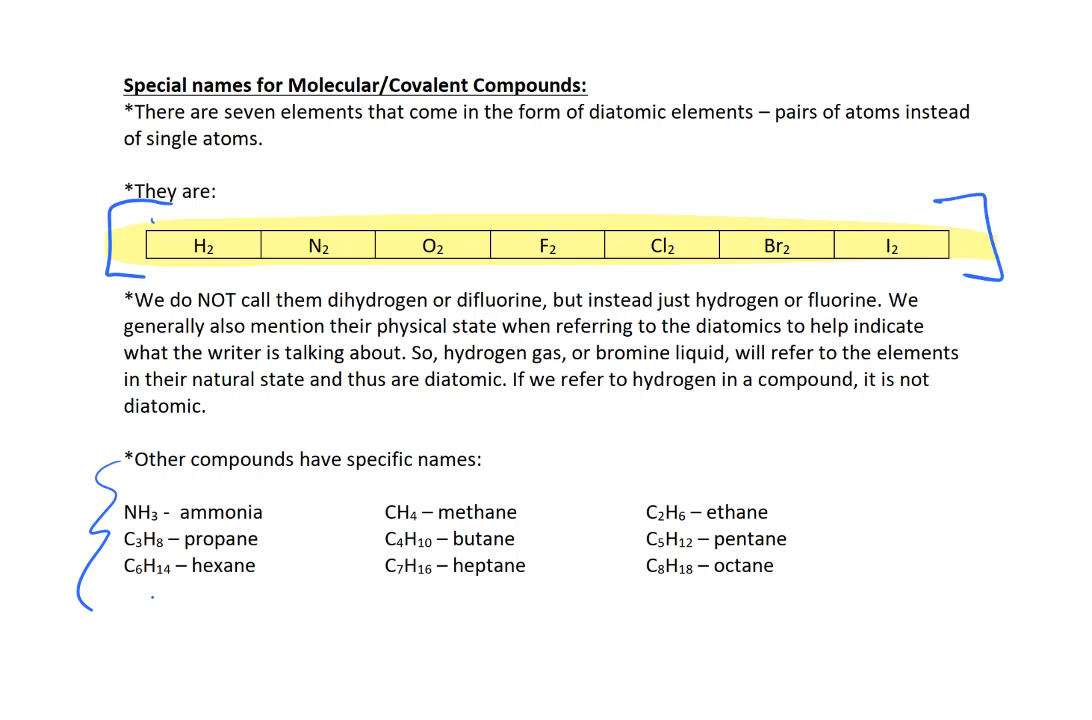 Special names for Molecular/Covalent Compounds:
*There are seven elements that come in the form of diatomic elements – pairs of atoms instead
of single atoms.
*They are:
H₂ N₂ O₂ F₂ Cl₂ Br₂ I₂
*We do NOT call them dihydrogen or difluorine, but instead just hydrogen or fluorine. We
generally also mention their physical state when referring to the diatomics to help indicate
what the writer is talking about. So, hydrogen gas, or bromine liquid, will refer to the elements
in their natural state and thus are diatomic. If we refer to hydrogen in a compound, it is not
diatomic.
*Other compounds have specific names:
NH₃ - ammonia CH₄ – methane C₂H₆ – ethane
C₃H₈ – propane C₄H₁₀ – butane C₅H₁₂ – pentane
C₆H₁₄ – hexane C₇H₁₆ – heptane C₈H₁₈ – octane